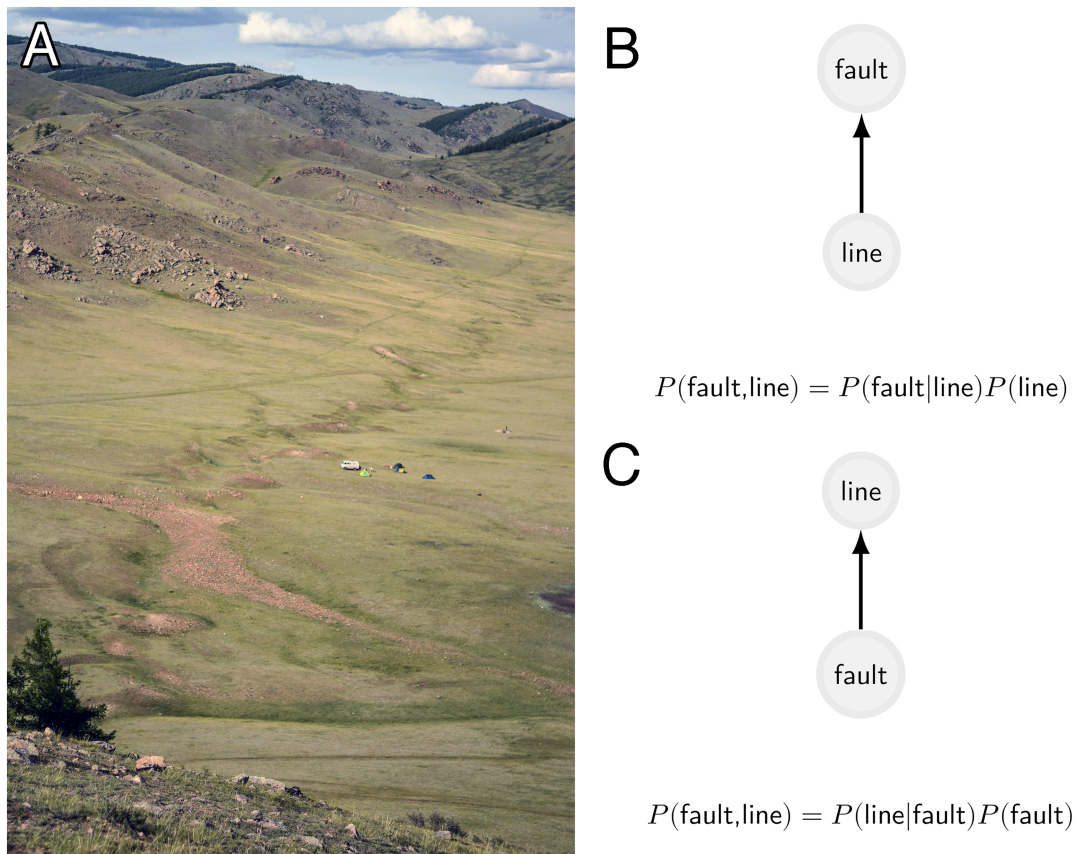 A
B
fault
line
P(fault,line) = P(fault|line)P(line)
C
line
fault
P(fault,line) = P(line|fault)P(fault)